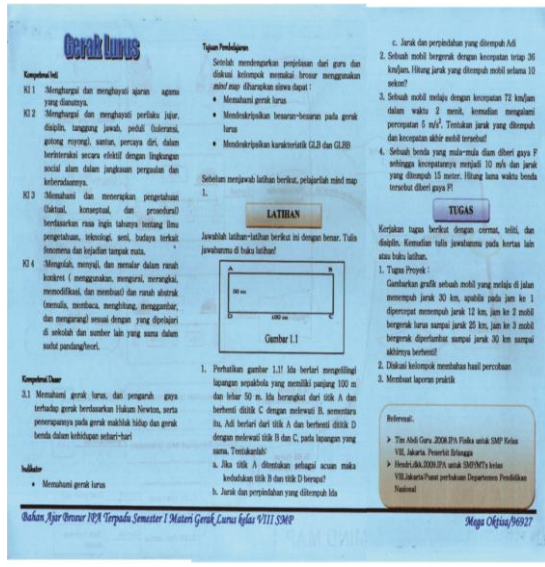 Gerak Lurus
Kompetensi Inti
KI 1 :Menghargai dan menghayati ajaran agama
yang dianutnya.
KI 2 :Menghargai dan menghayati perilaku jujur,
disiplin, tanggung jawab, peduli (toleransi,
gotong royong), santun, percaya diri, dalam
berinteraksi secara efektif dengan lingkungan
social alam dalam jangkauan pergaulan dan
keberadaannya.
KI 3 :Memahami dan menerapkan pengetahuan
(faktual, konseptual, dan prosedural)
berdasarkan rasa ingin tahunya tentang ilmu
pengetahuan, teknologi, seni, budaya terkait
fenomena dan kejadian tampak mata.
KI 4 :Mengolah, menyaji, dan menalar dalam ranah
konkret ( menggunakan, mengurai, merangkai,
memodifikasi, dan membuat) dan ranah abstrak
(menulis, membaca, menghitung, menggambar,
dan mengarang) sesuai dengan yang dipelajari
di sekolah dan sumber lain yang sama dalam
sudut pandang/teori.
Kompetensi Dasar
3.1 Memahami gerak lurus, dan pengaruh gaya
terhadap gerak berdasarkan Hukum Newton, serta
penerapannya pada gerak makhluk hidup dan gerak
benda dalam kehidupan sehari-hari
Indikator
• Memahami gerak lurus
Tujuan Pembelajaran
Setelah mendengarkan penjelasan dari guru dan
diskusi kelompok memakai brosur menggunakan
mind map diharapkan siswa dapat :
• Memahami gerak lurus
• Mendeskripsikan besaran-besaran pada gerak
lurus
• Mendeskripsikan karakteristik GLB dan GLBB
Sebelum menjawab latihan berikut, pelajarilah mind map
1.
LATIHAN
Jawablah latihan-latihan berikut ini dengan benar. Tulis
jawabanmu di buku latihan!
A B
50 m
D 100 m C
Gambar 1.1
1. Perhatikan gambar 1.1! Ida berlari mengelilingi
lapangan sepakbola yang memiliki panjang 100 m
dan lebar 50 m. Ida berangkat dari titik A dan
berhenti dititik C dengan melewati B. sementara
itu, Adi berlari dari titik A dan berhenti dititik D
dengan melewati titik B dan C, pada lapangan yang
sama. Tentukanlah!
a. Jika titik A ditentukan sebagai acuan maka
kedudukan titik B dan titik D berapa?
b. Jarak dan perpindahan yang ditempuh Ida
c. Jarak dan perpindahan yang ditempuh Adi
2. Sebuah mobil bergerak dengan kecepatan tetap 36
km/jam. Hitung jarak yang ditempuh mobil selama 10
sekon?
3. Sebuah mobil melaju dengan kecepatan 72 km/jam
dalam waktu 2 menit, kemudian mengalami
percepatan 5 m/s². Tentukan jarak yang ditempuh
dan kecepatan akhir mobil tersebut!
4. Sebuah benda yang mula-mula diam diberi gaya F
sehingga kecepatannya menjadi 10 m/s dan jarak
yang ditempuh 15 meter. Hitung lama waktu benda
tersebut diberi gaya F!
TUGAS
Kerjakan tugas berikut dengan cermat, teliti, dan
disiplin. Kemudian tulis jawabanmu pada kertas lain
atau buku latihan.
1. Tugas Proyek :
Gambarkan grafik sebuah mobil yang melaju di jalan
menempuh jarak 30 km, apabila pada jam ke 1
dipercepat menempuh jarak 12 km, jam ke 2 mobil
bergerak lurus sampai jarak 25 km, jam ke 3 mobil
bergerak diperlambat sampai jarak 30 km sampai
akhirnya berhenti!
2. Diskusi kelompok membahas hasil percobaan
3. Membuat laporan praktik
Referensi.
➢ Tim Abdi Guru .2008.IPA Fisika untuk SMP Kelas
VIII, Jakarta. Penerbit Erlangga
➢ Hendri,dkk.2009.IPA untuk SMP/MTs kelas
VIII.Jakarta:Pusat perbukuan Departemen Pendidikan
Nasional
Bahan Ajar Brosur IPA Terpadu Semester I Materi Gerak Lurus kelas VIII SMP
Mega Oktisa/96927